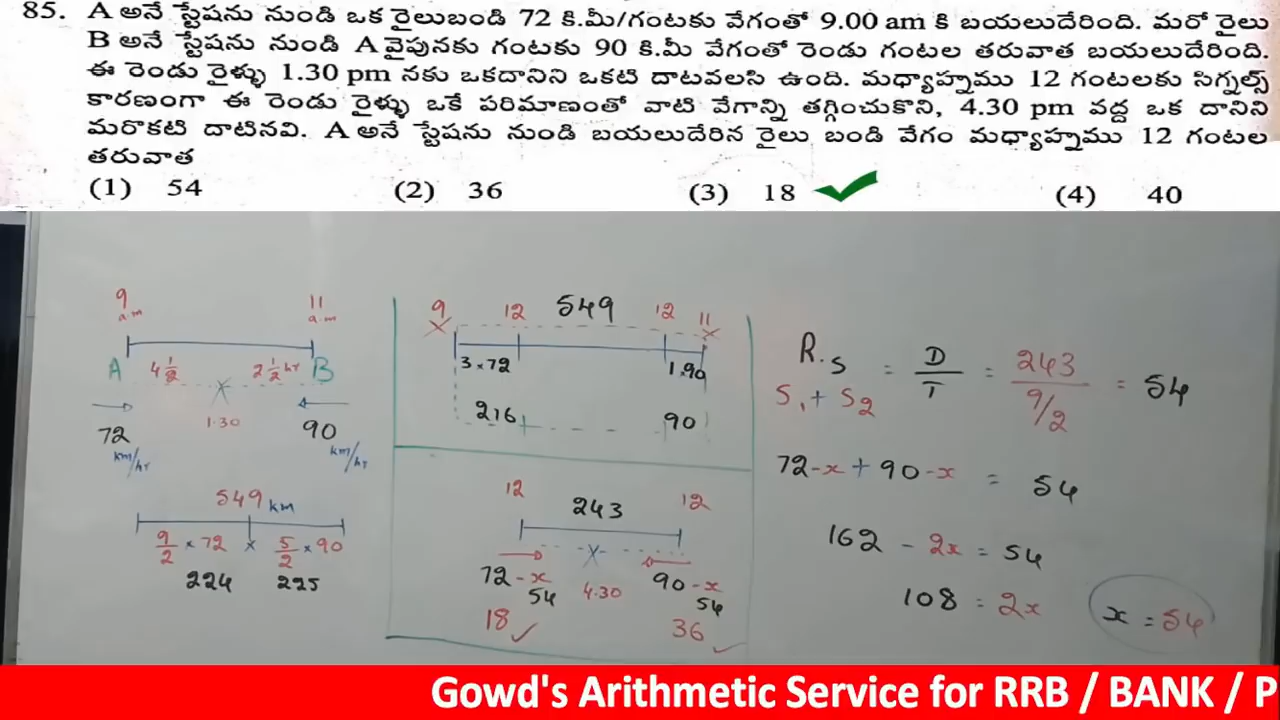 85. A అనే స్టేషను నుండి ఒక రైలుబండి 72 కి.మీ/గంటకు వేగంతో 9.00 am కి బయలుదేరింది. మరో రైలు
B అనే స్టేషను నుండి A వైపునకు గంటకు 90 కి.మీ వేగంతో రెండు గంటల తరువాత బయలుదేరింది.
ఈ రెండు రైళ్ళు 1.30 pm నకు ఒకదానిని ఒకటి దాటవలసి ఉంది. మధ్యాహ్నము 12 గంటలకు సిగ్నల్స్
కారణంగా ఈ రెండు రైళ్ళు ఒకే పరిమాణంతో వాటి వేగాన్ని తగ్గించుకొని, 4.30 pm వద్ద ఒక దానిని
మరొకటి దాటినవి. A అనే స్టేషను నుండి బయలుదేరిన రైలు బండి వేగం మధ్యాహ్నము 12 గంటల
తరువాత
(1) 54 (2) 36 (3) 18 (4) 40
9 a.m 11 a.m
A 4 1/2 2 1/2 hr B
1.30
72 km/hr 90 km/hr
549 km
9/2 × 72 × 5/2 × 90
224 225
9 12 549 12 11
3 × 72 1 × 90
216 90
12 243 12
72 - x 90 - x
54 4.30 54
18 36
R.S = D/T = 243/(9/2) = 54
S1 + S2
72 - x + 90 - x = 54
162 - 2x = 54
108 = 2x x = 54
Gowd's Arithmetic Service for RRB / BANK / P